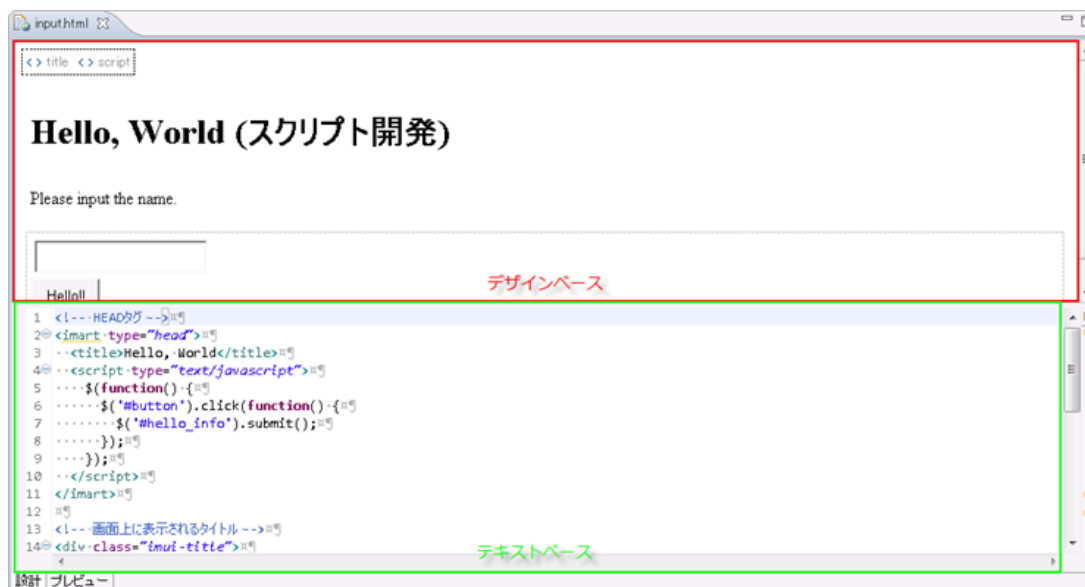 input.html
<> title <> script
Hello, World (スクリプト開発)
Please input the name.
Hello!!
デザインベース
1 <!-- HEADタグ -->
2 <imart type="head">
3 <title>Hello, World</title>
4 <script type="text/javascript">
5 $(function() {
6 $('#button').click(function() {
7 $('#hello_info').submit();
8 });
9 });
10 </script>
11 </imart>
12
13 <!-- 画面上に表示されるタイトル -->
14 <div class="imui-title">
テキストベース
設計 プレビュー